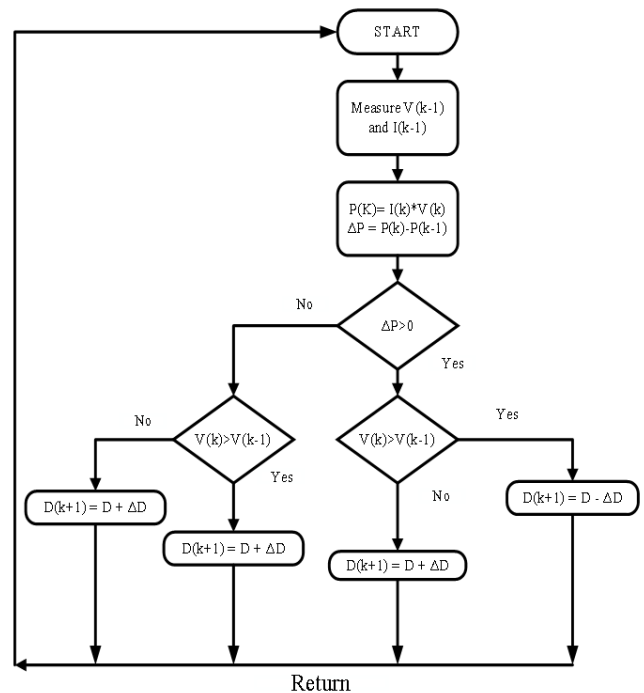 START
Measure V(k-1)
and I(k-1)
P(K)= I(k)*V(k)
ΔP = P(k)-P(k-1)
No
ΔP>0
Yes
No
V(k)>V(k-1)
Yes
V(k)>V(k-1)
Yes
No
D(k+1) = D + ΔD
D(k+1) = D + ΔD
D(k+1) = D + ΔD
D(k+1) = D - ΔD
Return